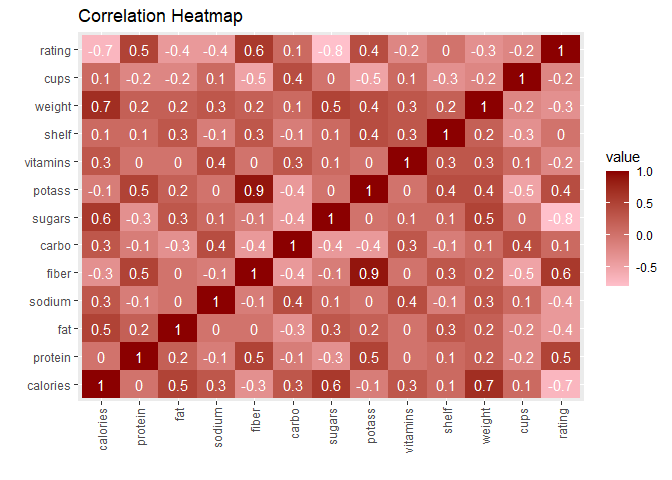 Correlation Heatmap
rating -0.7 0.5 -0.4 -0.4 0.6 0.1 -0.8 0.4 -0.2 0 -0.3 -0.2 1
cups 0.1 -0.2 -0.2 0.1 -0.5 0.4 0 -0.5 0.1 -0.3 -0.2 1 -0.2
weight 0.7 0.2 0.2 0.3 0.2 0.1 0.5 0.4 0.3 0.2 1 -0.2 -0.3
shelf 0.1 0.1 0.3 -0.1 0.3 -0.1 0.1 0.4 0.3 1 0.2 -0.3 0
vitamins 0.3 0 0 0.4 0 0.3 0.1 0 1 0.3 0.3 0.1 -0.2
potass -0.1 0.5 0.2 0 0.9 -0.4 0 1 0 0.4 0.4 -0.5 0.4
sugars 0.6 -0.3 0.3 0.1 -0.1 -0.4 1 0 0.1 0.1 0.5 0 -0.8
carbo 0.3 -0.1 -0.3 0.4 -0.4 1 -0.4 -0.4 0.3 -0.1 0.1 0.4 0.1
fiber -0.3 0.5 0 -0.1 1 -0.4 -0.1 0.9 0 0.3 0.2 -0.5 0.6
sodium 0.3 -0.1 0 1 -0.1 0.4 0.1 0 0.4 -0.1 0.3 0.1 -0.4
fat 0.5 0.2 1 0 0 -0.3 0.3 0.2 0 0.3 0.2 -0.2 -0.4
protein 0 1 0.2 -0.1 0.5 -0.1 -0.3 0.5 0 0.1 0.2 -0.2 0.5
calories 1 0 0.5 0.3 -0.3 0.3 0.6 -0.1 0.3 0.1 0.7 0.1 -0.7
calories protein fat sodium fiber carbo sugars potass vitamins shelf weight cups rating
value
1.0
0.5
0.0
-0.5